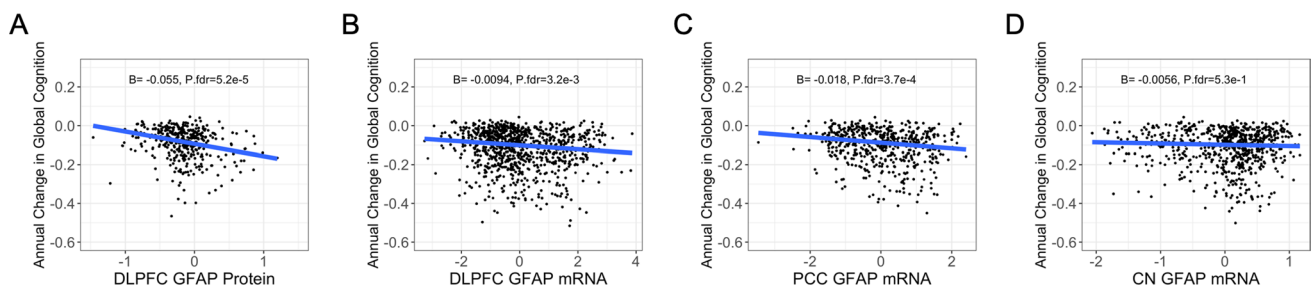 A
B
C
D
Annual Change in Global Cognition
B= -0.055, P.fdr=5.2e-5
0.2
0.0
-0.2
-0.4
-0.6
-1
0
1
DLPFC GFAP Protein
Annual Change in Global Cognition
B= -0.0094, P.fdr=3.2e-3
0.2
0.0
-0.2
-0.4
-0.6
-2
0
2
4
DLPFC GFAP mRNA
Annual Change in Global Cognition
B= -0.018, P.fdr=3.7e-4
0.2
0.0
-0.2
-0.4
-0.6
-2
0
2
PCC GFAP mRNA
Annual Change in Global Cognition
B= -0.0056, P.fdr=5.3e-1
0.2
0.0
-0.2
-0.4
-0.6
-2
-1
0
1
CN GFAP mRNA